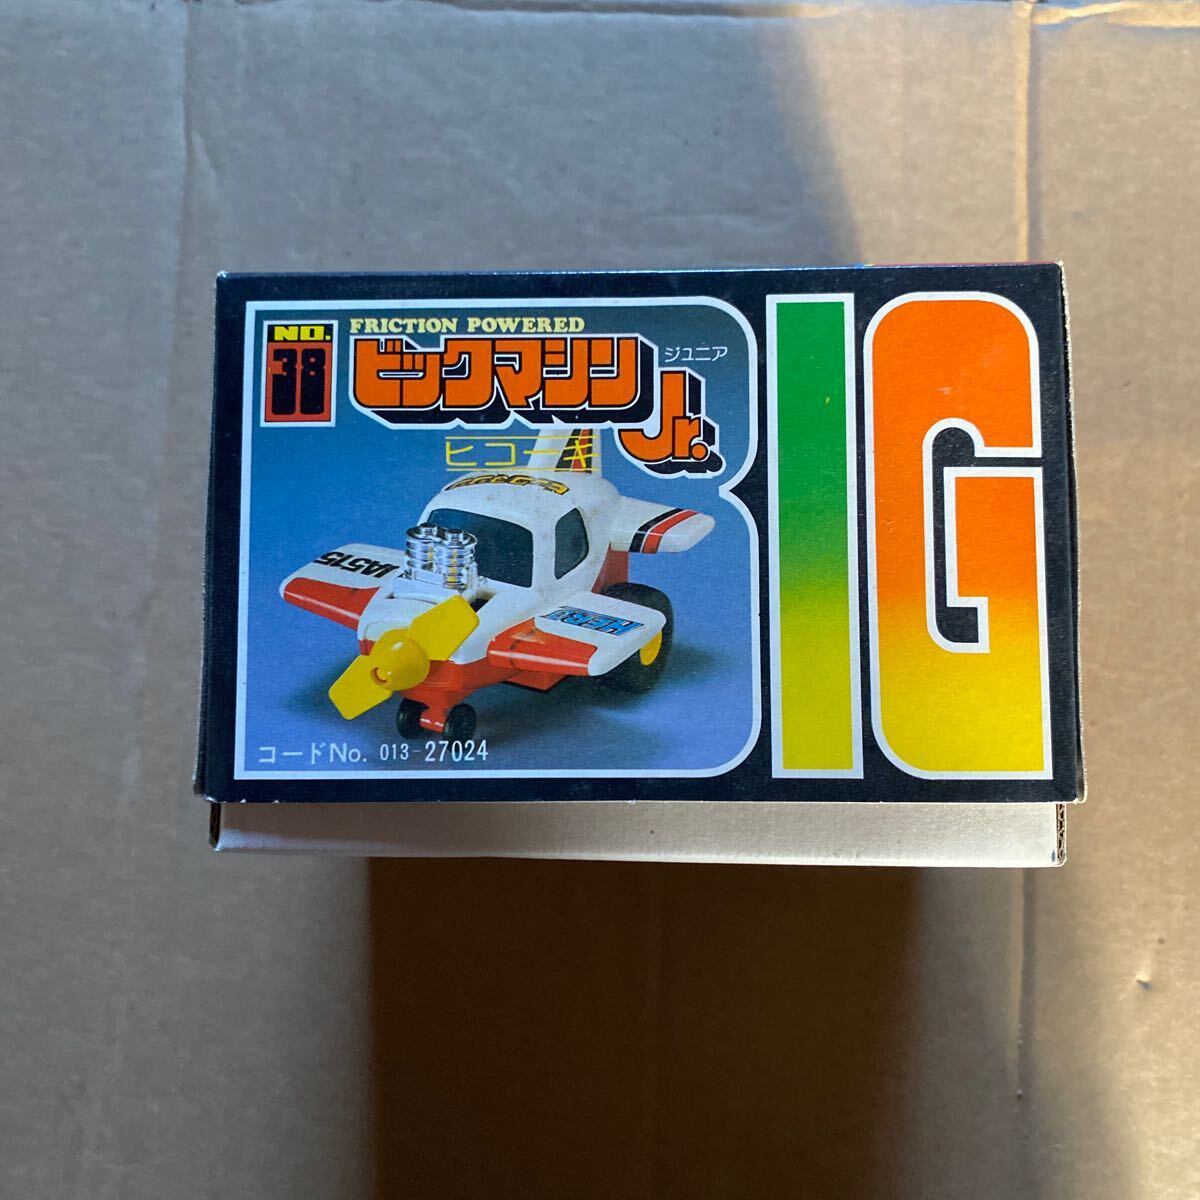 NO.
38
FRICTION POWERED
ビックマシン
ジュニア
Jr.
ヒコーキ
JA515
HERO
コードNo. 013-27024
BIG